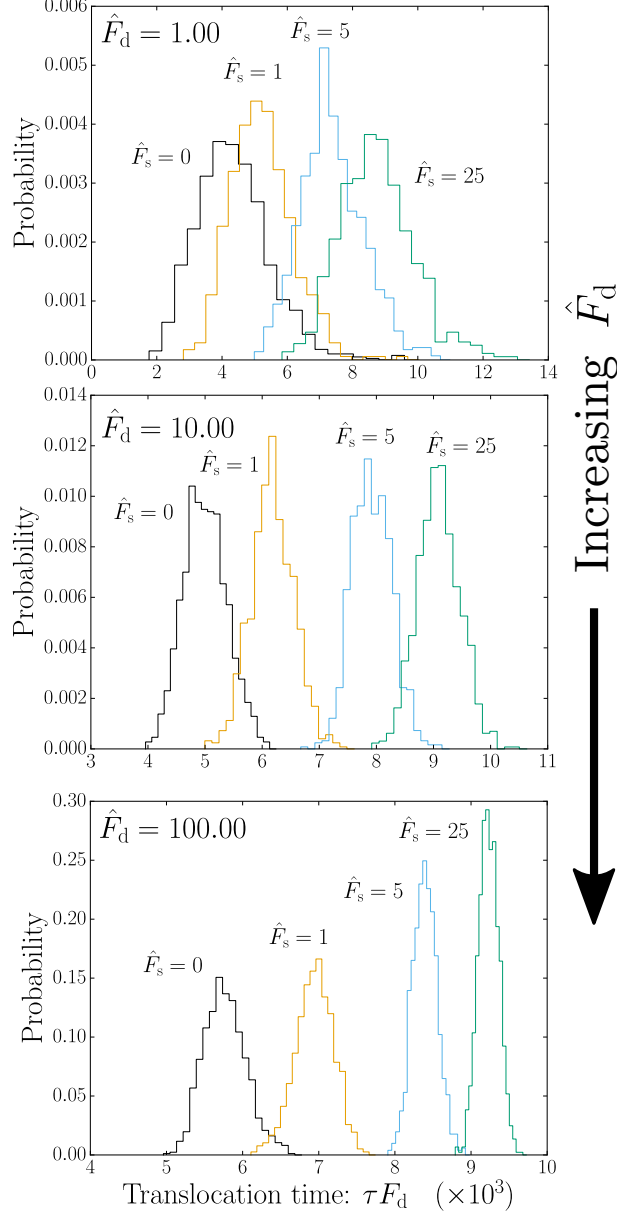 0.006
0.005
0.004
0.003
0.002
0.001
0.000
Probability
F̂d = 1.00
F̂s = 0
F̂s = 1
F̂s = 5
F̂s = 25
0 2 4 6 8 10 12 14
0.014
0.012
0.010
0.008
0.006
0.004
0.002
0.000
Probability
F̂d = 10.00
F̂s = 0
F̂s = 1
F̂s = 5
F̂s = 25
3 4 5 6 7 8 9 10 11
0.30
0.25
0.20
0.15
0.10
0.05
0.00
Probability
F̂d = 100.00
F̂s = 0
F̂s = 1
F̂s = 5
F̂s = 25
4 5 6 7 8 9 10
Translocation time: τFd (×10³)
Increasing F̂d